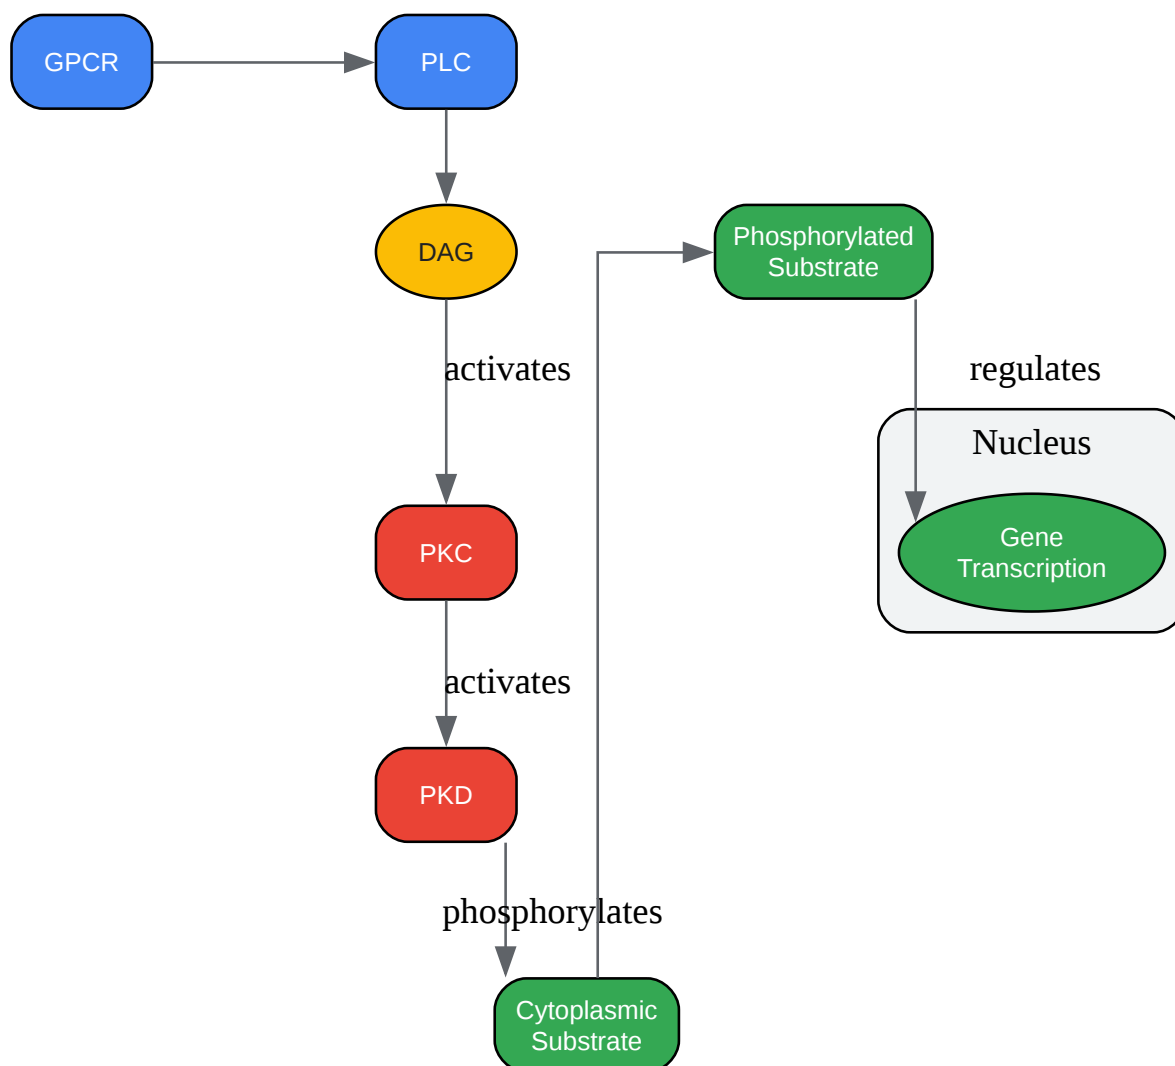 GPCR
PLC
DAG
Phosphorylated
Substrate
activates
regulates
Nucleus
PKC
Gene
Transcription
activates
PKD
phosphorylates
Cytoplasmic
Substrate